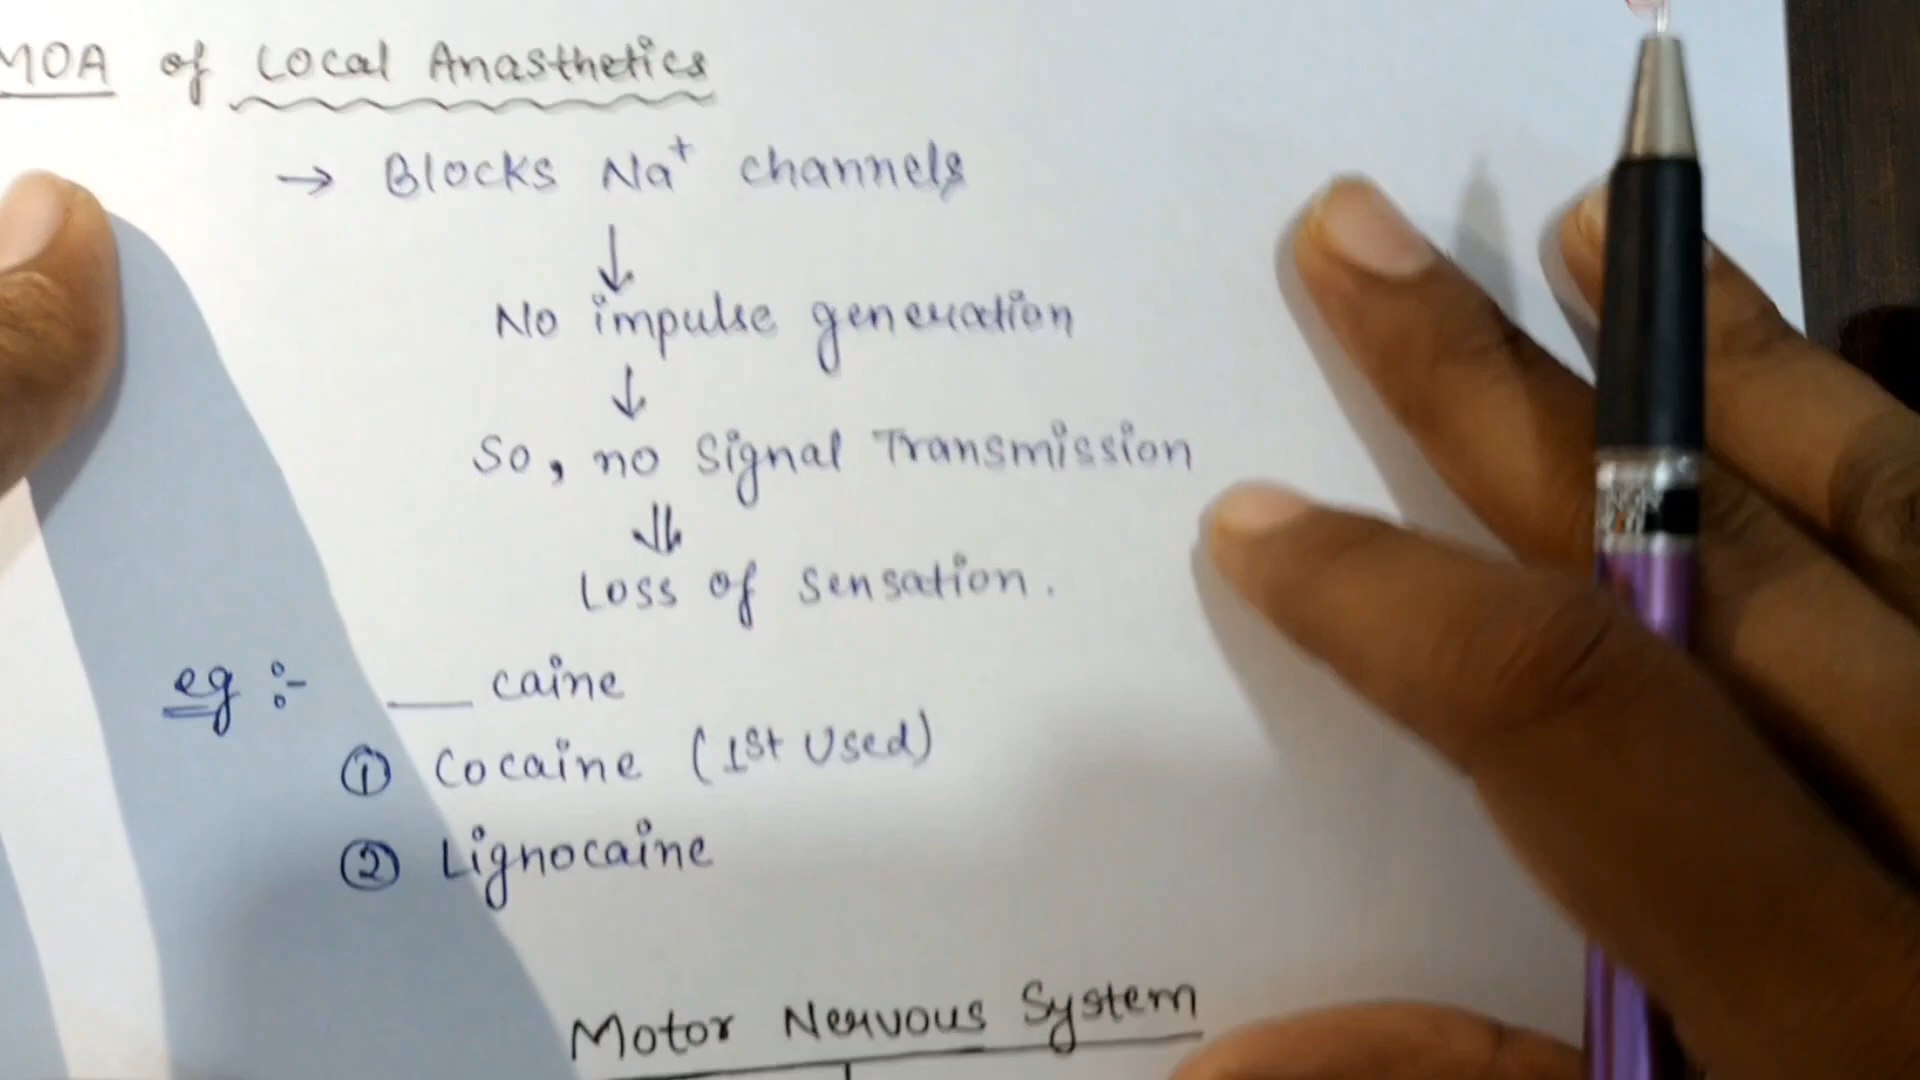 MOA of Local Anasthetics
→ Blocks Na⁺ channels
↓
No impulse generation
↓
So, no Signal Transmission
⇓
Loss of sensation.
eg :- ___ caine
① Cocaine (1st Used)
② Lignocaine
Motor Nervous System